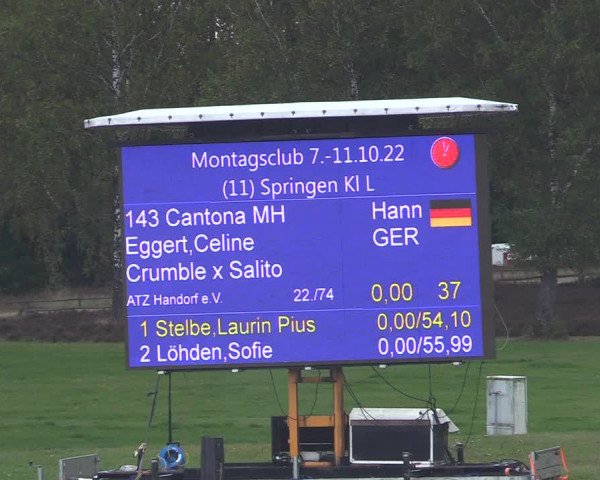 Montagsclub 7.-11.10.22
(11) Springen Kl L
143 Cantona MH Hann
Eggert,Celine GER
Crumble x Salito
ATZ Handorf e.V. 22./74 0,00 37
1 Stelbe,Laurin Pius 0,00/54,10
2 Löhden,Sofie 0,00/55,99